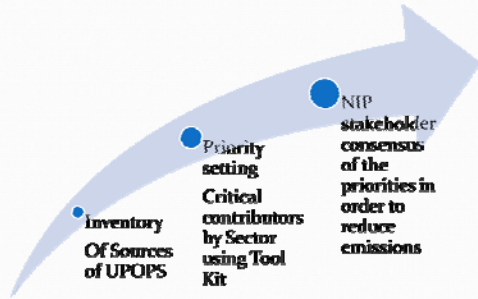 Inventory
Of Sources
of UPOPS
Priority
setting
Critical
contributors
by Sector
using Tool
Kit
NIP
stakeholder
consensus
of the
priorities in
order to
reduce
emissions